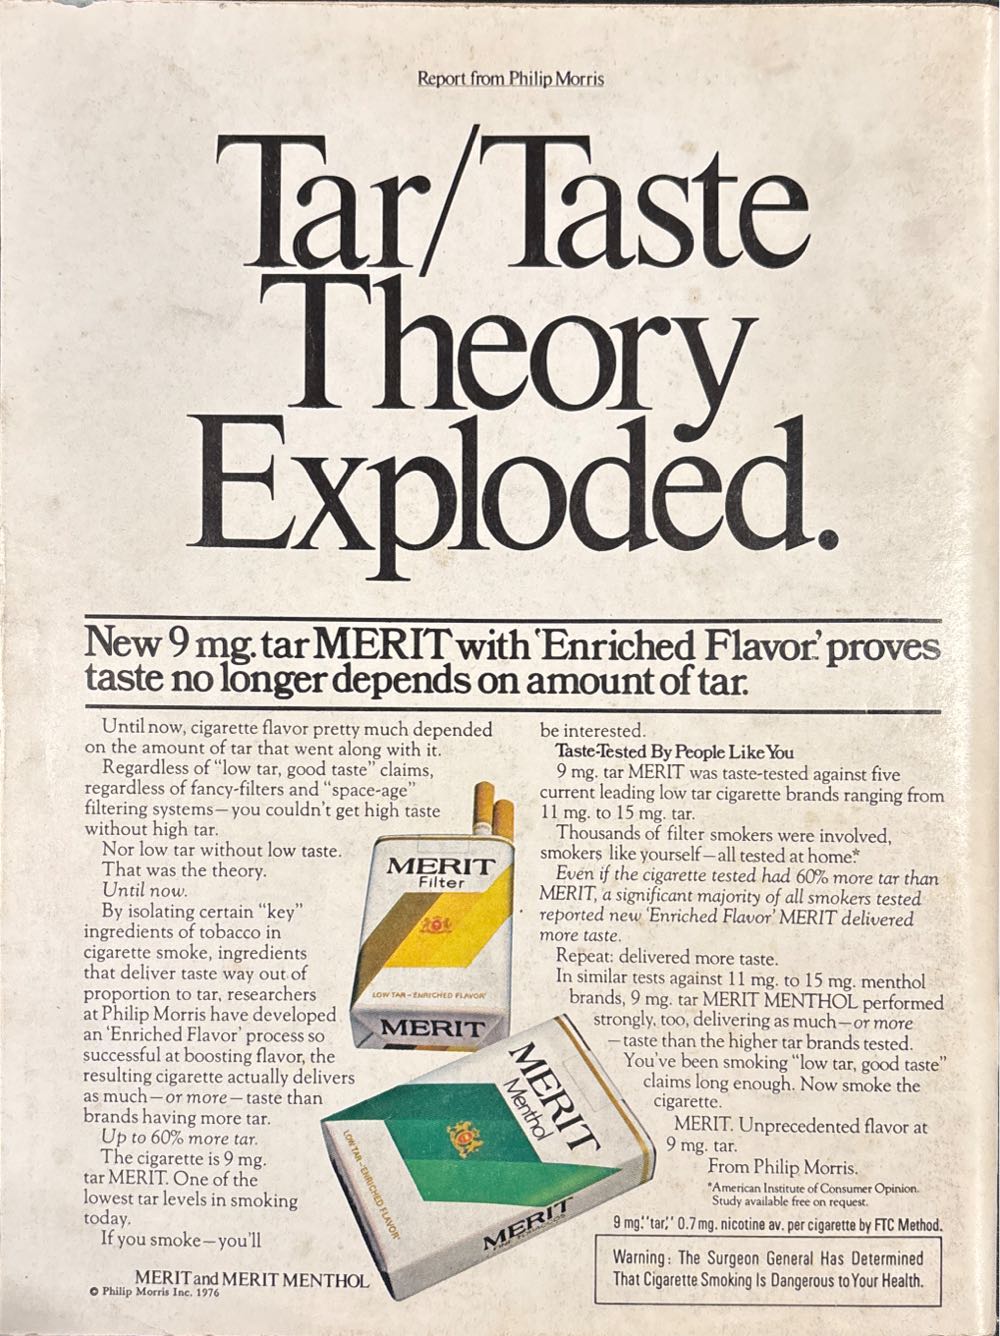 Report from Philip Morris
Tar/Taste
Theory
Exploded.
New 9 mg. tar MERIT with 'Enriched Flavor.' proves
taste no longer depends on amount of tar.
Until now, cigarette flavor pretty much depended
on the amount of tar that went along with it.
Regardless of "low tar, good taste" claims,
regardless of fancy-filters and "space-age"
filtering systems—you couldn't get high taste
without high tar.
Nor low tar without low taste.
That was the theory.
Until now.
By isolating certain "key"
ingredients of tobacco in
cigarette smoke, ingredients
that deliver taste way out of
proportion to tar, researchers
at Philip Morris have developed
an 'Enriched Flavor' process so
successful at boosting flavor, the
resulting cigarette actually delivers
as much—or more—taste than
brands having more tar.
Up to 60% more tar.
The cigarette is 9 mg.
tar MERIT. One of the
lowest tar levels in smoking
today.
If you smoke—you'll
be interested.
Taste-Tested By People Like You
9 mg. tar MERIT was taste-tested against five
current leading low tar cigarette brands ranging from
11 mg. to 15 mg. tar.
Thousands of filter smokers were involved,
smokers like yourself—all tested at home.*
Even if the cigarette tested had 60% more tar than
MERIT, a significant majority of all smokers tested
reported new 'Enriched Flavor' MERIT delivered
more taste.
Repeat: delivered more taste.
In similar tests against 11 mg. to 15 mg. menthol
brands, 9 mg. tar MERIT MENTHOL performed
strongly, too, delivering as much—or more
—taste than the higher tar brands tested.
You've been smoking "low tar, good taste"
claims long enough. Now smoke the
cigarette.
MERIT. Unprecedented flavor at
9 mg. tar.
From Philip Morris.
*American Institute of Consumer Opinion.
Study available free on request.
9 mg. "tar," 0.7 mg. nicotine av. per cigarette by FTC Method.
Warning: The Surgeon General Has Determined
That Cigarette Smoking Is Dangerous to Your Health.
MERIT
Filter
LOW TAR-ENRICHED FLAVOR
MERIT
MERIT
Menthol
LOW TAR-ENRICHED FLAVOR
MERIT
MERIT and MERIT MENTHOL
© Philip Morris Inc. 1976